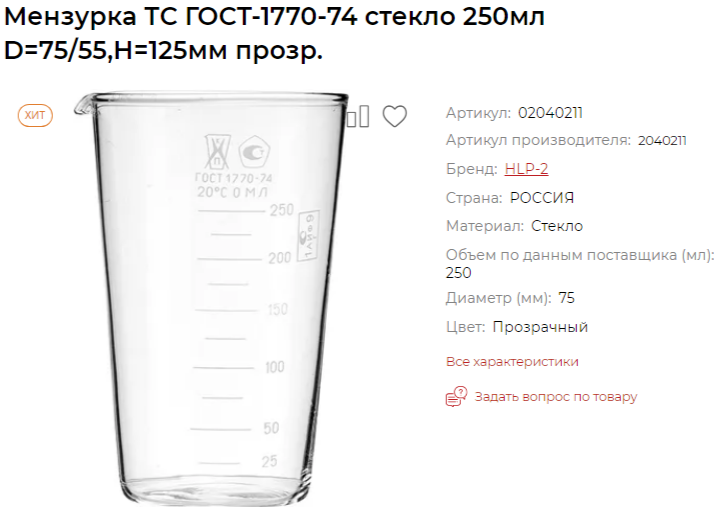 Мензурка ТС ГОСТ-1770-74 стекло 250мл
D=75/55,H=125мм прозр.
ХИТ
ГОСТ 1770-74
20°C 0 МЛ
250
200
150
100
50
25
Артикул: 02040211
Артикул производителя: 2040211
Бренд: HLP-2
Страна: РОССИЯ
Материал: Стекло
Объем по данным поставщика (мл):
250
Диаметр (мм): 75
Цвет: Прозрачный
Все характеристики
Задать вопрос по товару